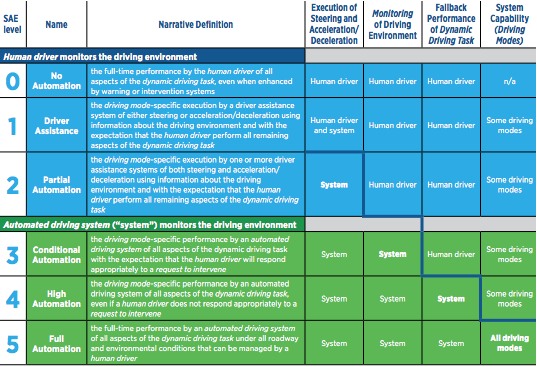 SAE level
Name
Narrative Definition
Execution of Steering and Acceleration/Deceleration
Monitoring of Driving Environment
Fallback Performance of Dynamic Driving Task
System Capability (Driving Modes)
Human driver monitors the driving environment
0
No Automation
the full-time performance by the human driver of all
aspects of the dynamic driving task, even when enhanced
by warning or intervention systems
Human driver
Human driver
Human driver
n/a
1
Driver Assistance
the driving mode-specific execution by a driver assistance
system of either steering or acceleration/deceleration using
information about the driving environment and with the
expectation that the human driver perform all remaining
aspects of the dynamic driving task
Human driver and system
Human driver
Human driver
Some driving modes
2
Partial Automation
the driving mode-specific execution by one or more driver
assistance systems of both steering and acceleration/
deceleration using information about the driving
environment and with the expectation that the human
driver perform all remaining aspects of the dynamic driving
task
System
Human driver
Human driver
Some driving modes
Automated driving system ("system") monitors the driving environment
3
Conditional Automation
the driving mode-specific performance by an automated
driving system of all aspects of the dynamic driving task
with the expectation that the human driver will respond
appropriately to a request to intervene
System
System
Human driver
Some driving modes
4
High Automation
the driving mode-specific performance by an automated
driving system of all aspects of the dynamic driving task,
even if a human driver does not respond appropriately to a
request to intervene
System
System
System
Some driving modes
5
Full Automation
the full-time performance by an automated driving system
of all aspects of the dynamic driving task under all roadway
and environmental conditions that can be managed by a
human driver
System
System
System
All driving modes